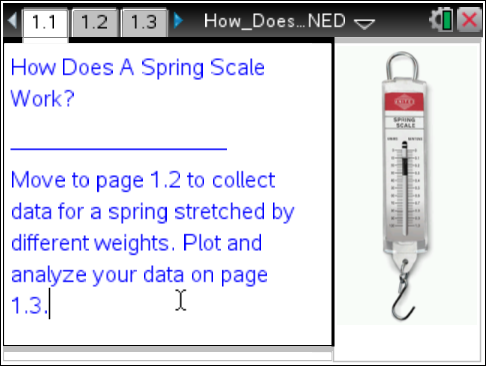 1.1 1.2 1.3 How_Does...NED
How Does A Spring Scale
Work?
Move to page 1.2 to collect
data for a spring stretched by
different weights. Plot and
analyze your data on page
1.3.
SPRING
SCALE